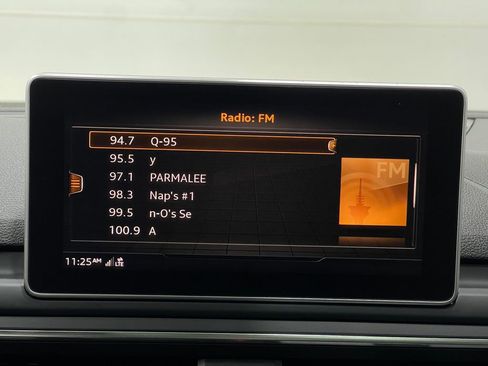 Radio: FM
94.7 Q-95
95.5 y
97.1 PARMALEE
98.3 Nap's #1
99.5 n-O's Se
100.9 A
FM
11:25AM LTE